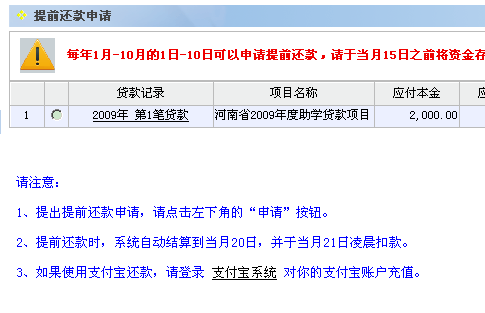 提前还款申请
每年1月-10月的1日-10日可以申请提前还款，请于当月15日之前将资金存
贷款记录 项目名称 应付本金
1 2009年 第1笔贷款 河南省2009年度助学贷款项目 2,000.00
请注意：
1、提出提前还款申请，请点击左下角的“申请”按钮。
2、提前还款时，系统自动结算到当月20日，并于当月21日凌晨扣款。
3、如果使用支付宝还款，请登录 支付宝系统 对你的支付宝账户充值。